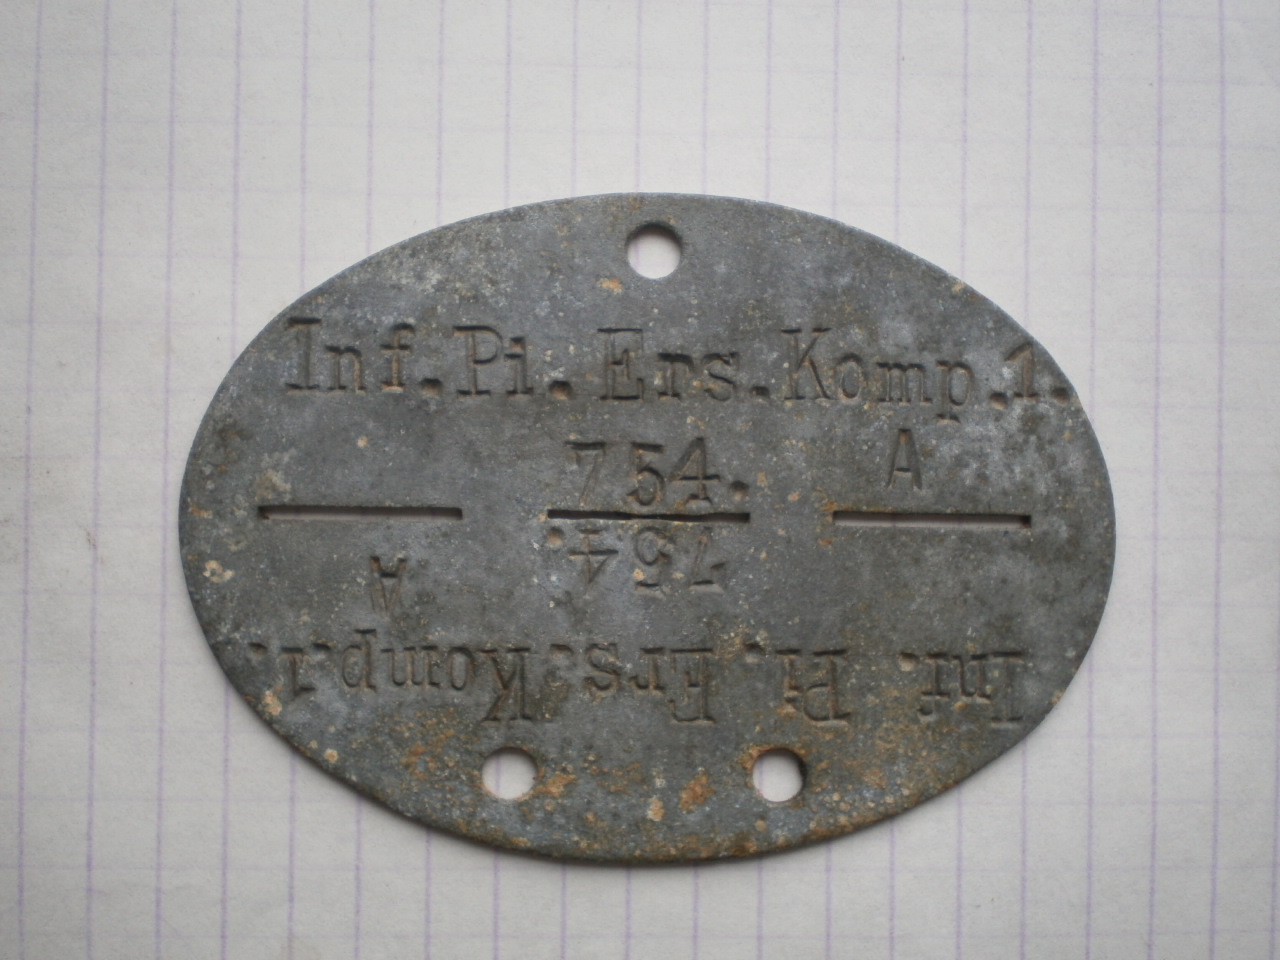 Inf.Pi.Ers.Komp.1.
754. A
754.
A
Inf. Pi. Ers. Komp.1.